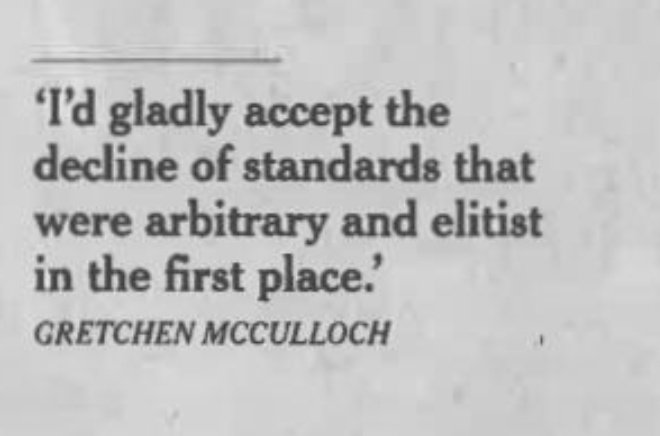 ‘I’d gladly accept the
decline of standards that
were arbitrary and elitist
in the first place.’
GRETCHEN MCCULLOCH